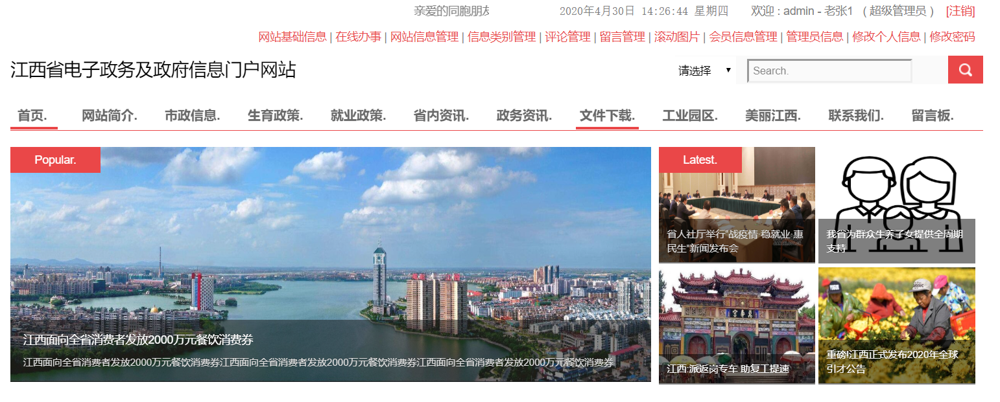 亲爱的同胞朋友 2020年4月30日 14:26:44 星期四 欢迎 : admin - 老张1 ( 超级管理员 ) [注销]
网站基础信息 | 在线办事 | 网站信息管理 | 信息类别管理 | 评论管理 | 留言管理 | 滚动图片 | 会员信息管理 | 管理员信息 | 修改个人信息 | 修改密码
江西省电子政务及政府信息门户网站 请选择 Search.
首页. 网站简介. 市政信息. 生育政策. 就业政策. 省内资讯. 政务资讯. 文件下载. 工业园区. 美丽江西. 联系我们. 留言板.
Popular.
江西面向全省消费者发放2000万元餐饮消费券
江西面向全省消费者发放2000万元餐饮消费券江西面向全省消费者发放2000万元餐饮消费券江西面向全省消费者发放2000万元餐饮消费券
Latest.
省人社厅举行“战疫情·稳就业·惠
民生”新闻发布会
我省为群众生养子女提供全周期
支持
萬壽宮
江西:派返岗专车 助复工提速
CLASSIC
重磅!江西正式发布2020年全球
引才公告